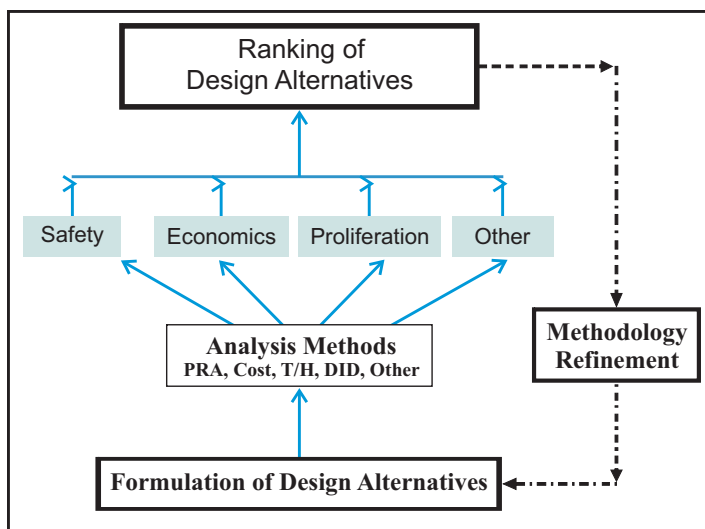 Ranking of
Design Alternatives
Safety
Economics
Proliferation
Other
Analysis Methods
PRA, Cost, T/H, DID, Other
Methodology
Refinement
Formulation of Design Alternatives